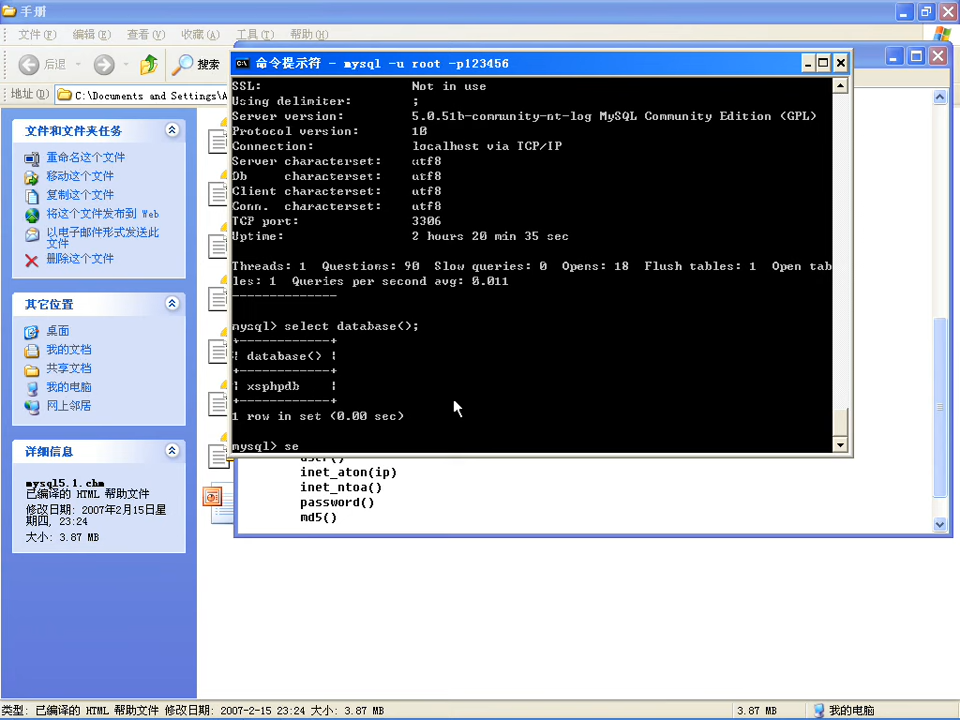 手册
文件(F) 编辑(E) 查看(V) 收藏(A) 工具(T) 帮助(H)
后退 搜索
地址(D) C:\Documents and Settings\A
文件和文件夹任务
重命名这个文件
移动这个文件
复制这个文件
将这个文件发布到 Web
以电子邮件形式发送此
文件
删除这个文件
其它位置
桌面
我的文档
共享文档
我的电脑
网上邻居
详细信息
mysql5.1.chm
已编译的 HTML 帮助文件
修改日期: 2007年2月15日星
期四, 23:24
大小: 3.87 MB
命令提示符 - mysql -u root -p123456
SSL: Not in use
Using delimiter: ;
Server version: 5.0.51b-community-nt-log MySQL Community Edition (GPL)
Protocol version: 10
Connection: localhost via TCP/IP
Server characterset: utf8
Db characterset: utf8
Client characterset: utf8
Conn. characterset: utf8
TCP port: 3306
Uptime: 2 hours 20 min 35 sec
Threads: 1 Questions: 90 Slow queries: 0 Opens: 18 Flush tables: 1 Open tab
les: 1 Queries per second avg: 0.011
--------------
mysql> select database();
+------------+
| database() |
+------------+
| xsphpdb |
+------------+
1 row in set (0.00 sec)
mysql> se
inet_aton(ip)
inet_ntoa()
password()
md5()
类型: 已编译的 HTML 帮助文件 修改日期: 2007-2-15 23:24 大小: 3.87 MB 3.87 MB 我的电脑